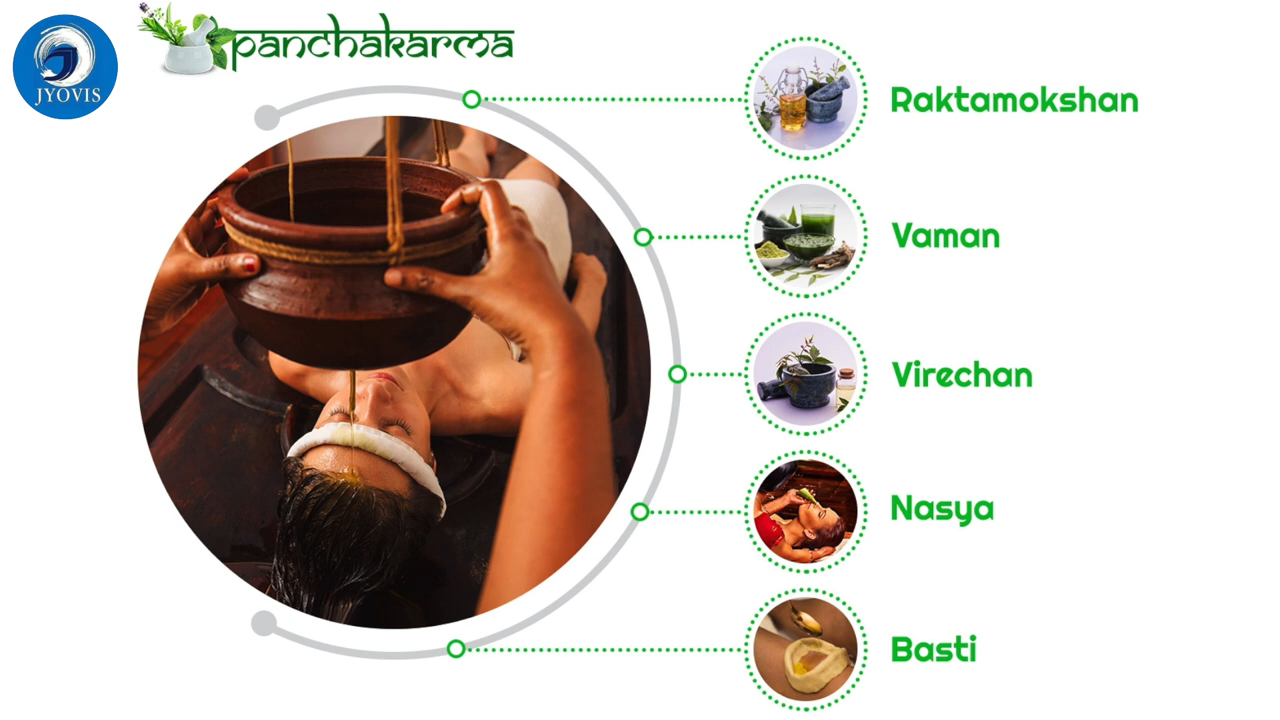 JYOVIS
panchakarma
Raktamokshan
Vaman
Virechan
Nasya
Basti